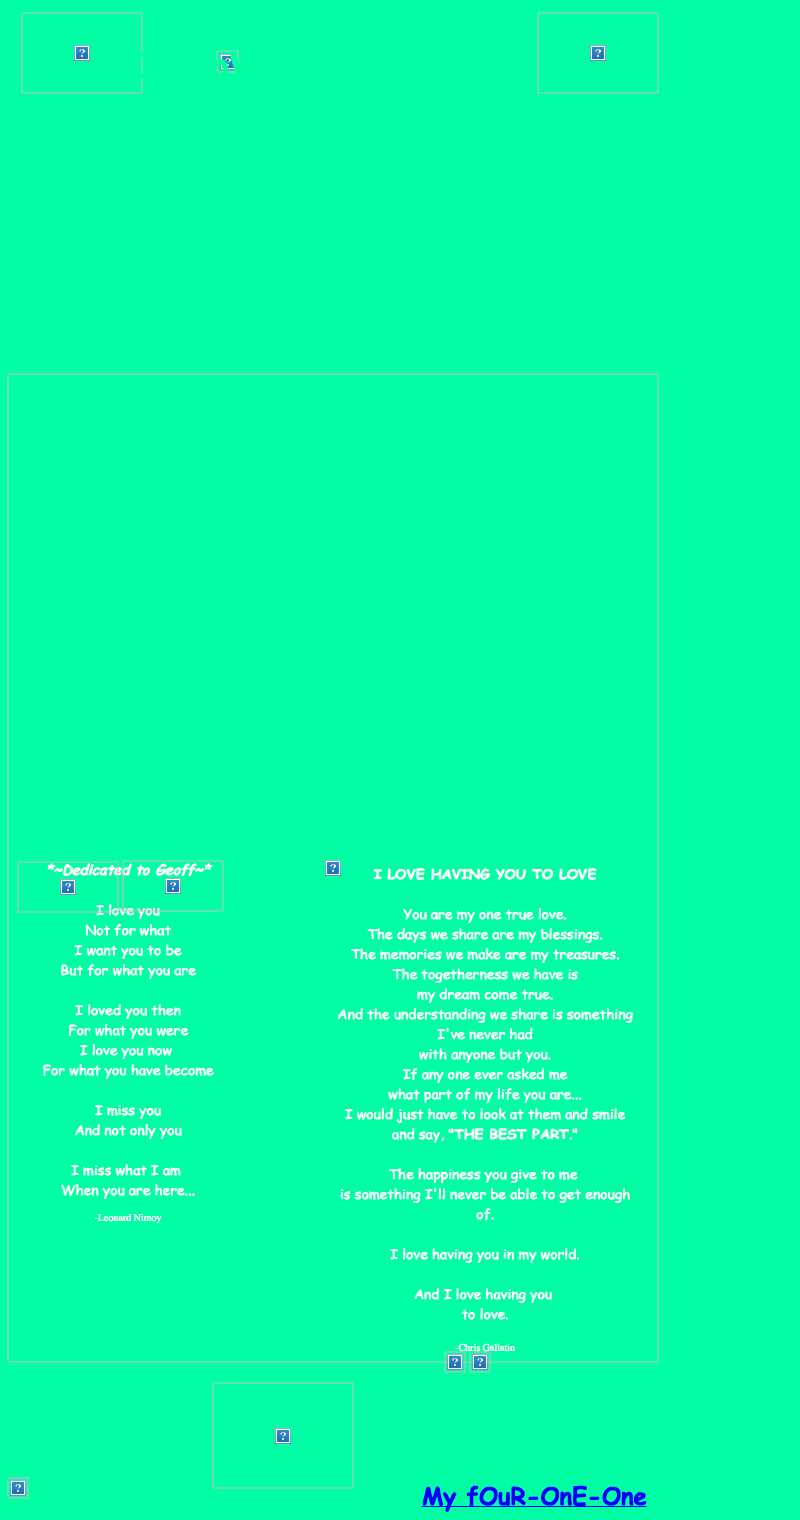 *~Dedicated to Geoff~*
I love you
Not for what
I want you to be
But for what you are
I loved you then
For what you were
I love you now
For what you have become
I miss you
And not only you
I miss what I am
When you are here...
-Leonard Nimoy
I LOVE HAVING YOU TO LOVE
You are my one true love.
The days we share are my blessings.
The memories we make are my treasures.
The togetherness we have is
my dream come true.
And the understanding we share is something
I've never had
with anyone but you.
If any one ever asked me
what part of my life you are...
I would just have to look at them and smile
and say, "THE BEST PART."
The happiness you give to me
is something I'll never be able to get enough
of.
I love having you in my world.
And I love having you
to love.
-Chris Gallatin
My fOuR-OnE-One